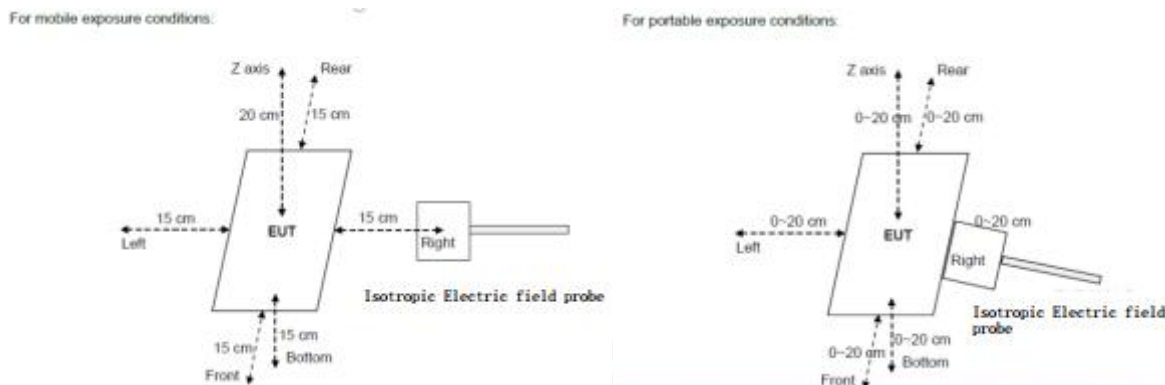 For mobile exposure conditions:
Z axis
Rear
20 cm
15 cm
15 cm
15 cm
Left
EUT
Right
Isotropic Electric field probe
15 cm
15 cm
Bottom
Front
For portable exposure conditions:
Z axis
Rear
0~20 cm
0~20 cm
0~20 cm
0~20 cm
Left
EUT
Right
Isotropic Electric field
probe
0~20 cm
0~20 cm
Bottom
Front